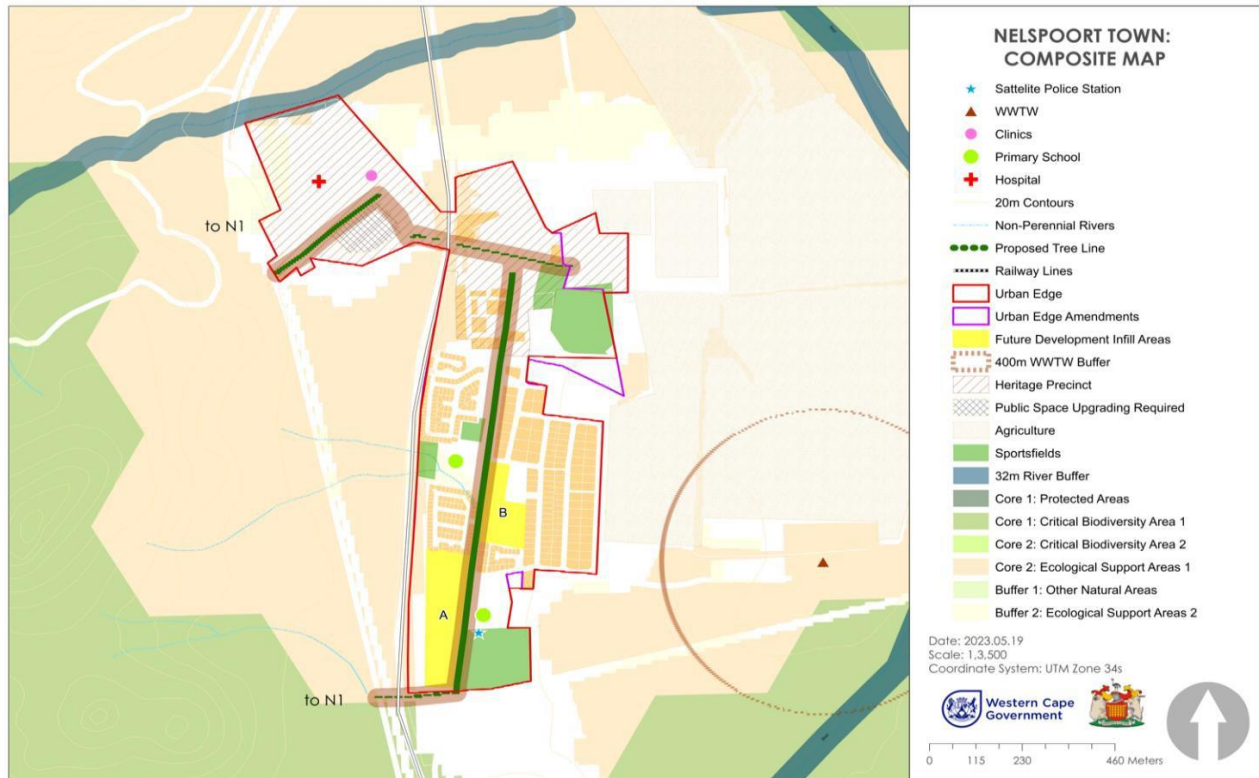 NELSPOORT TOWN:
COMPOSITE MAP
Sattelite Police Station
WWTW
Clinics
Primary School
Hospital
20m Contours
Non-Perennial Rivers
Proposed Tree Line
Railway Lines
Urban Edge
Urban Edge Amendments
Future Development Infill Areas
400m WWTW Buffer
Heritage Precinct
Public Space Upgrading Required
Agriculture
Sportsfields
32m River Buffer
Core 1: Protected Areas
Core 1: Critical Biodiversity Area 1
Core 2: Critical Biodiversity Area 2
Core 2: Ecological Support Areas 1
Buffer 1: Other Natural Areas
Buffer 2: Ecological Support Areas 2
Date: 2023.05.19
Scale: 1,3,500
Coordinate System: UTM Zone 34s
Western Cape
Government
0 115 230 460 Meters
to N1
B
A
to N1